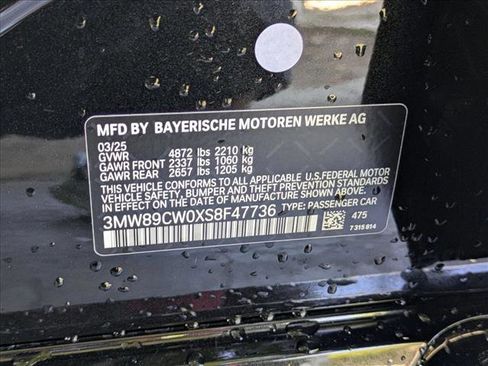 MFD BY BAYERISCHE MOTOREN WERKE AG
03/25
GVWR 4872 lbs 2210 kg
GAWR FRONT 2337 lbs 1060 kg
GAWR REAR 2657 lbs 1205 kg
THIS VEHICLE CONFORMS TO ALL APPLICABLE U.S.FEDERAL MOTOR
VEHICLE SAFETY, BUMPER, AND THEFT PREVENTION STANDARDS
IN EFFECT ON THE DATE OF MANUFACTURE SHOWN ABOVE.
3MW89CW0XS8F47736 TYPE: PASSENGER CAR
475
7 315 814